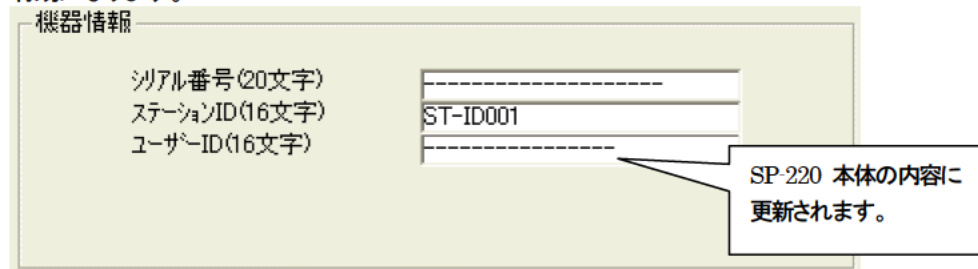 機器情報
シリアル番号(20文字)
--------------------
ステーションID(16文字)
ST-ID001
ユーザーID(16文字)
----------------
SP-220 本体の内容に
更新されます。